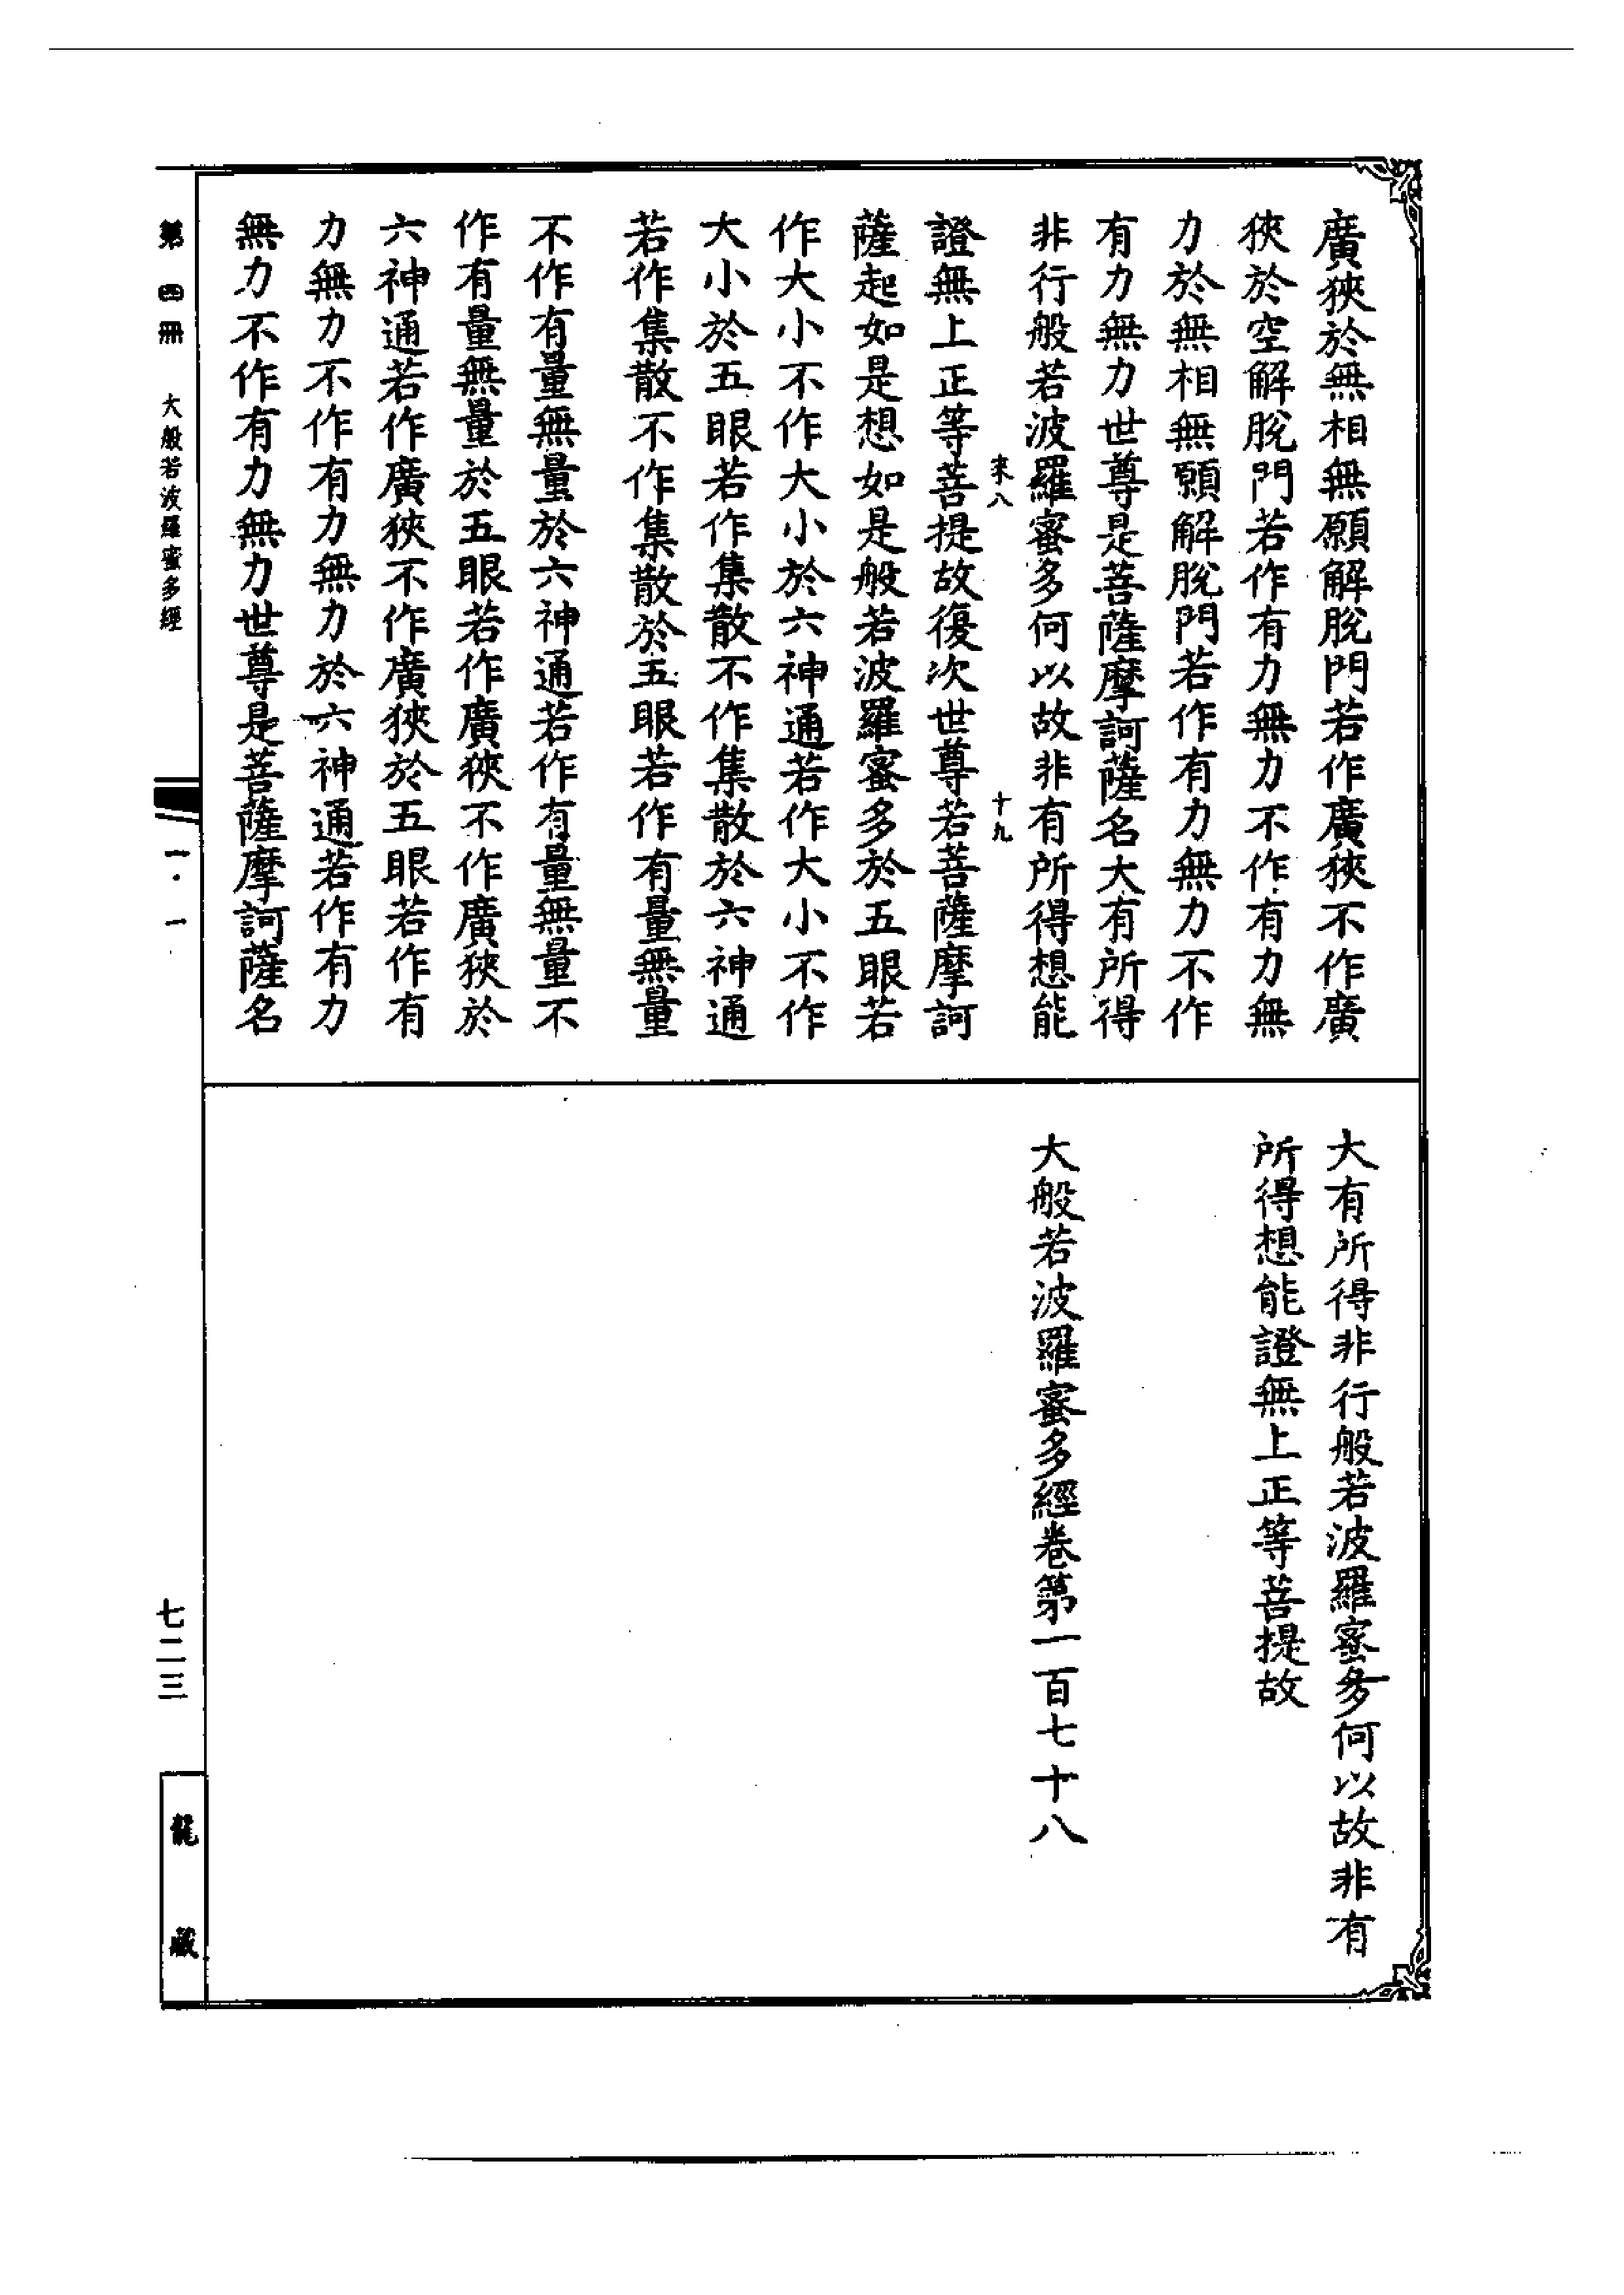 廣狹於無相無願解脫門若作廣狹不作廣
狹於空解脫門若作有力無力不作有力無
力於無相無願解脫門若作有力無力不作
有力無力世尊是菩薩摩訶薩名大有所得
非行般若波羅蜜多何以故非有所得想能
來八 十九
證無上正等菩提故復次世尊若菩薩摩訶
薩起如是想如是般若波羅蜜多於五眼若
作大小不作大小於六神通若作大小不作
大小於五眼若作集散不作集散於六神通
若作集散不作集散於五眼若作有量無量
不作有量無量於六神通若作有量無量不
作有量無量於五眼若作廣狹不作廣狹於
六神通若作廣狹不作廣狹於五眼若作有
力無力不作有力無力於六神通若作有力
無力不作有力無力世尊是菩薩摩訶薩名
大有所得非行般若波羅蜜多何以故非有
所得想能證無上正等菩提故
大般若波羅蜜多經卷第一百七十八
第四冊 大般若波羅蜜多經
一·一
七二三
龍藏